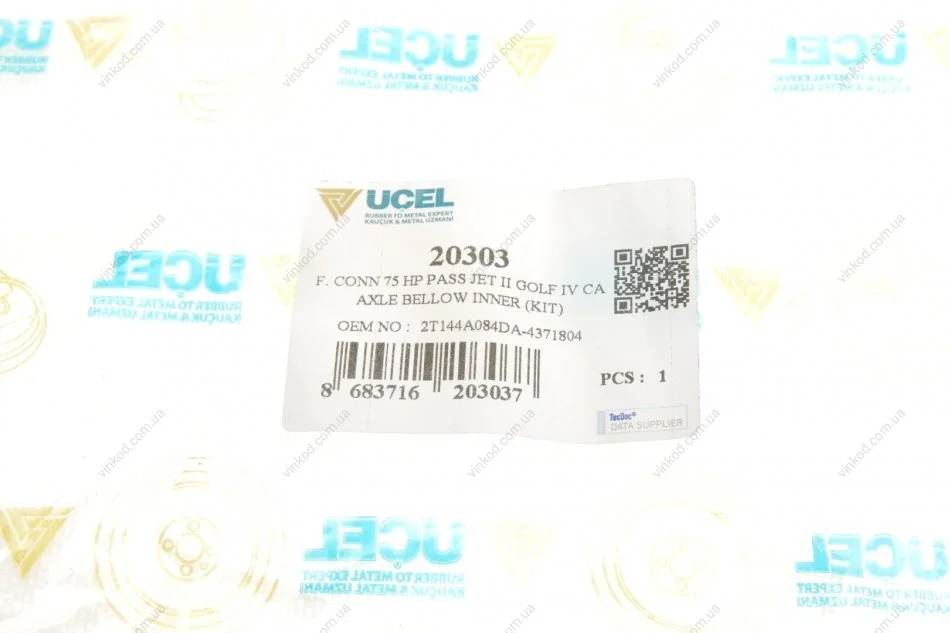 UCEL
RUBBER TO METAL EXPERT
KAUÇUK & METAL UZMANI
20303
F. CONN 75 HP PASS JET II GOLF IV CA
AXLE BELLOW INNER (KIT)
OEM NO : 2T144A084DA-4371804
8 683716 203037
PCS : 1
TecDoc®
DATA SUPPLIER
UCEL
RUBBER TO METAL EXPERT
KAUÇUK & METAL UZMANI
vinkod.com.ua